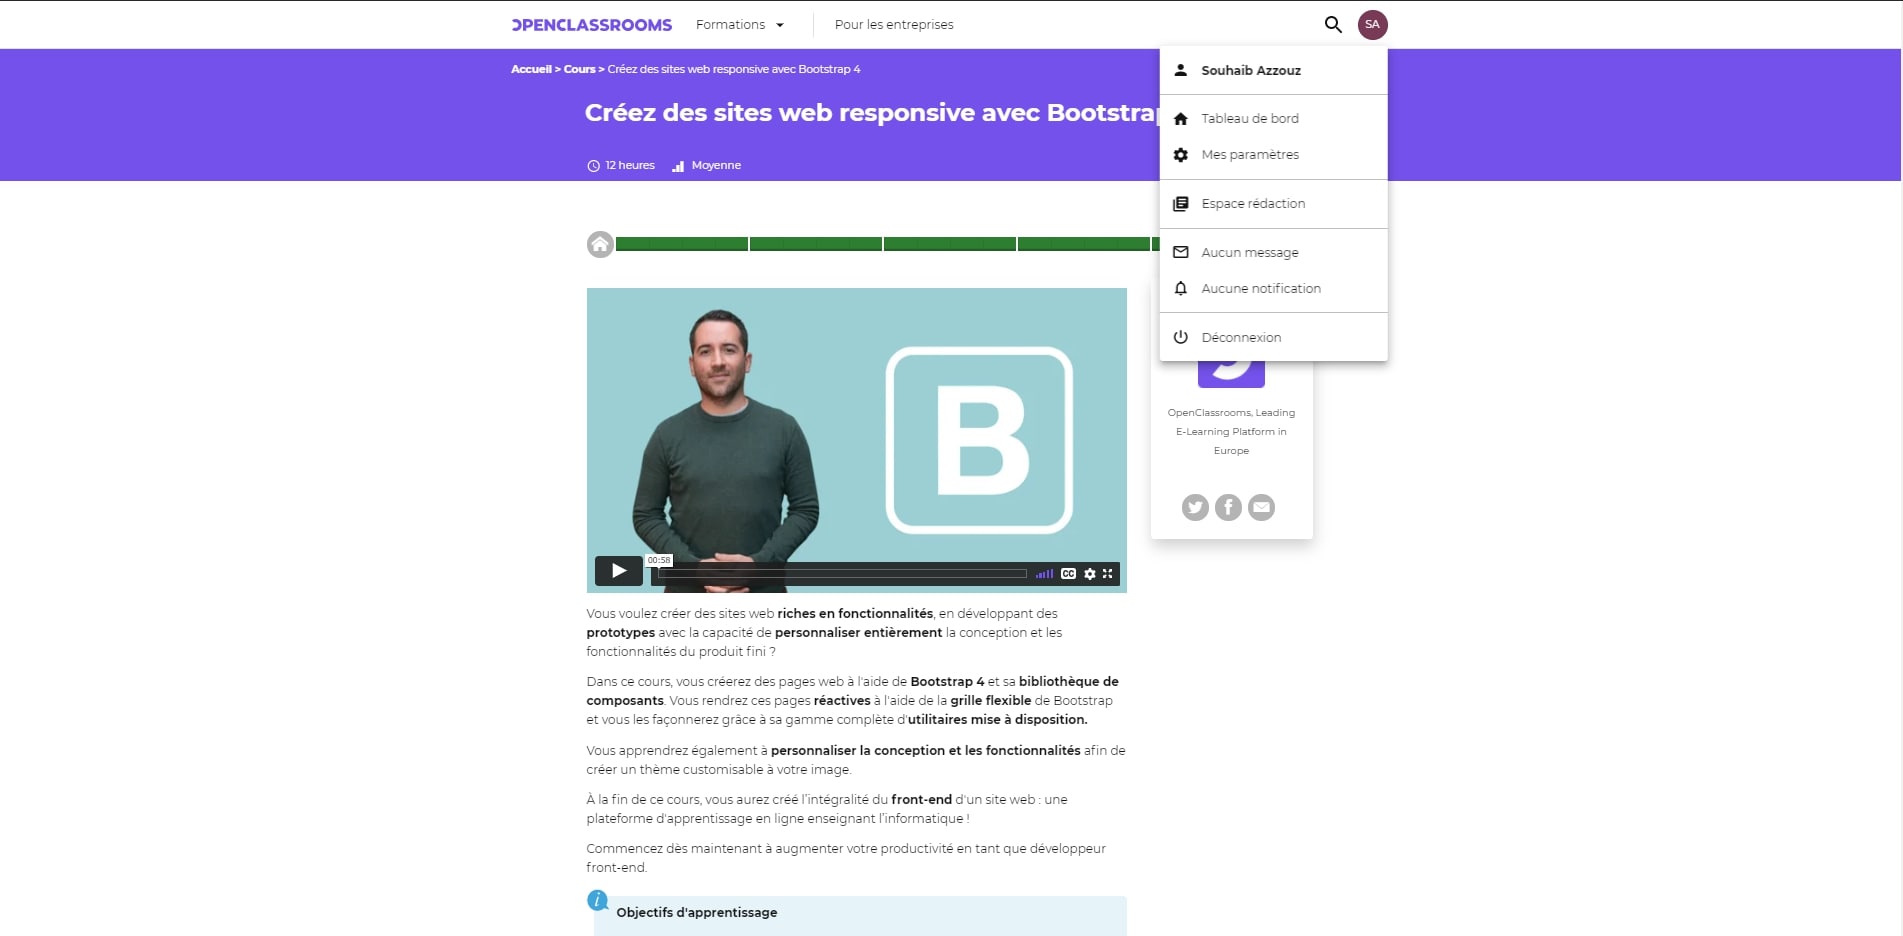 OPENCLASSROOMS Formations Pour les entreprises SA
Accueil > Cours > Créez des sites web responsive avec Bootstrap 4
Créez des sites web responsive avec Bootstrap
12 heures Moyenne
Souhaib Azzouz
Tableau de bord
Mes paramètres
Espace rédaction
Aucun message
Aucune notification
Déconnexion
B
00:58
CC
OpenClassrooms, Leading
E-Learning Platform in
Europe
Vous voulez créer des sites web riches en fonctionnalités, en développant des
prototypes avec la capacité de personnaliser entièrement la conception et les
fonctionnalités du produit fini ?
Dans ce cours, vous créerez des pages web à l'aide de Bootstrap 4 et sa bibliothèque de
composants. Vous rendrez ces pages réactives à l'aide de la grille flexible de Bootstrap
et vous les façonnerez grâce à sa gamme complète d'utilitaires mise à disposition.
Vous apprendrez également à personnaliser la conception et les fonctionnalités afin de
créer un thème customisable à votre image.
À la fin de ce cours, vous aurez créé l'intégralité du front-end d'un site web : une
plateforme d'apprentissage en ligne enseignant l'informatique !
Commencez dès maintenant à augmenter votre productivité en tant que développeur
front-end.
i
Objectifs d'apprentissage